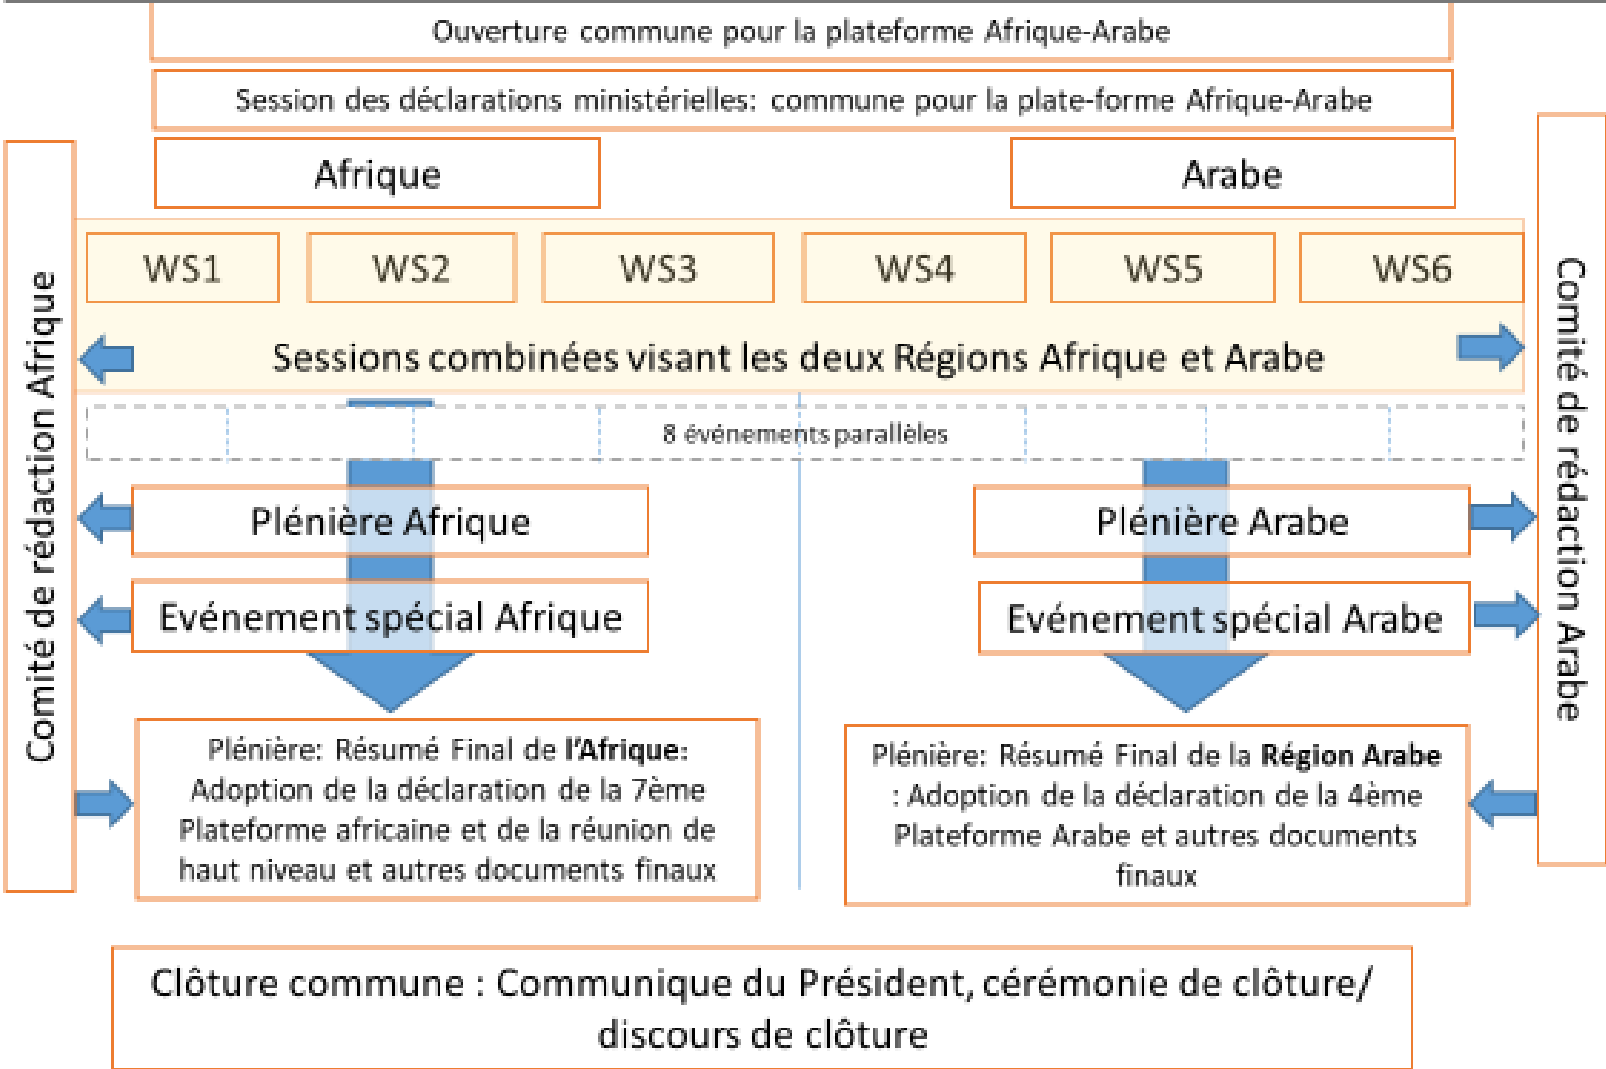 Ouverture commune pour la plateforme Afrique-Arabe
Session des déclarations ministérielles: commune pour la plate-forme Afrique-Arabe
Afrique
Arabe
WS1
WS2
WS3
WS4
WS5
WS6
Sessions combinées visant les deux Régions Afrique et Arabe
8 événements parallèles
Comité de rédaction Afrique
Comité de rédaction Arabe
Plénière Afrique
Plénière Arabe
Evénement spécial Afrique
Evénement spécial Arabe
Plénière: Résumé Final de l'Afrique:
Adoption de la déclaration de la 7ème
Plateforme africaine et de la réunion de
haut niveau et autres documents finaux
Plénière: Résumé Final de la Région Arabe
: Adoption de la déclaration de la 4ème
Plateforme Arabe et autres documents
finaux
Clôture commune : Communique du Président, cérémonie de clôture/
discours de clôture